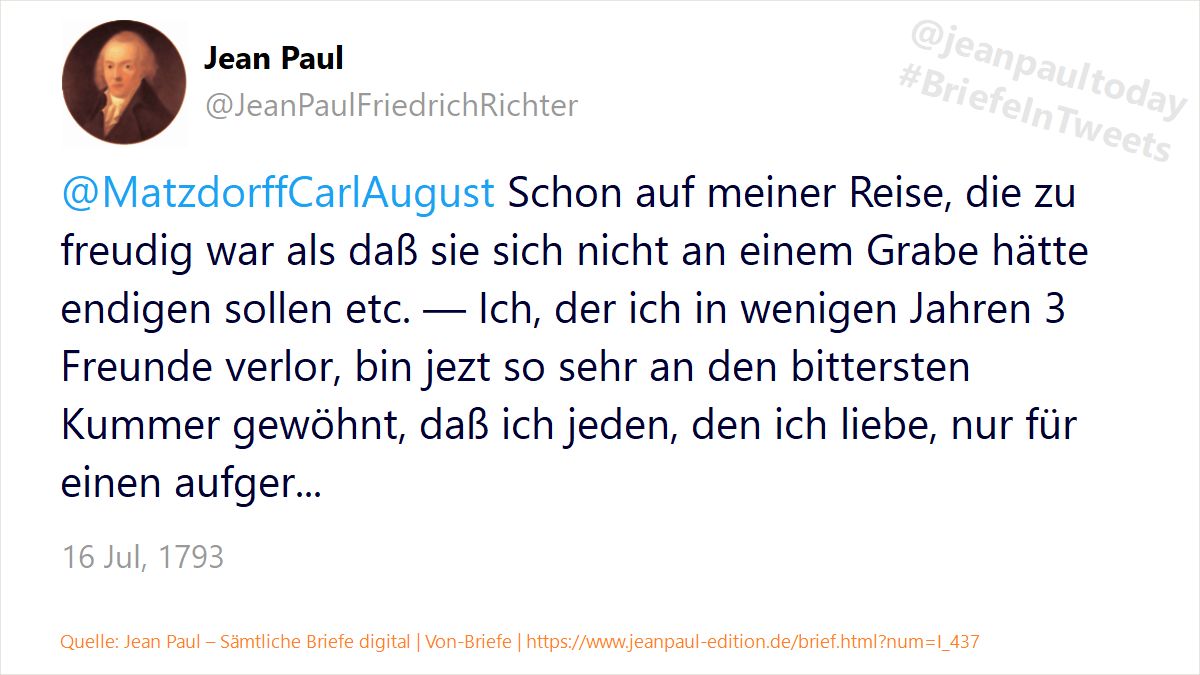 Jean Paul
@JeanPaulFriedrichRichter
@jeanpaultoday
#BriefeInTweets
@MatzdorffCarlAugust Schon auf meiner Reise, die zu
freudig war als daß sie sich nicht an einem Grabe hätte
endigen sollen etc. — Ich, der ich in wenigen Jahren 3
Freunde verlor, bin jezt so sehr an den bittersten
Kummer gewöhnt, daß ich jeden, den ich liebe, nur für
einen aufger...
16 Jul, 1793
Quelle: Jean Paul – Sämtliche Briefe digital | Von-Briefe | https://www.jeanpaul-edition.de/brief.html?num=I_437